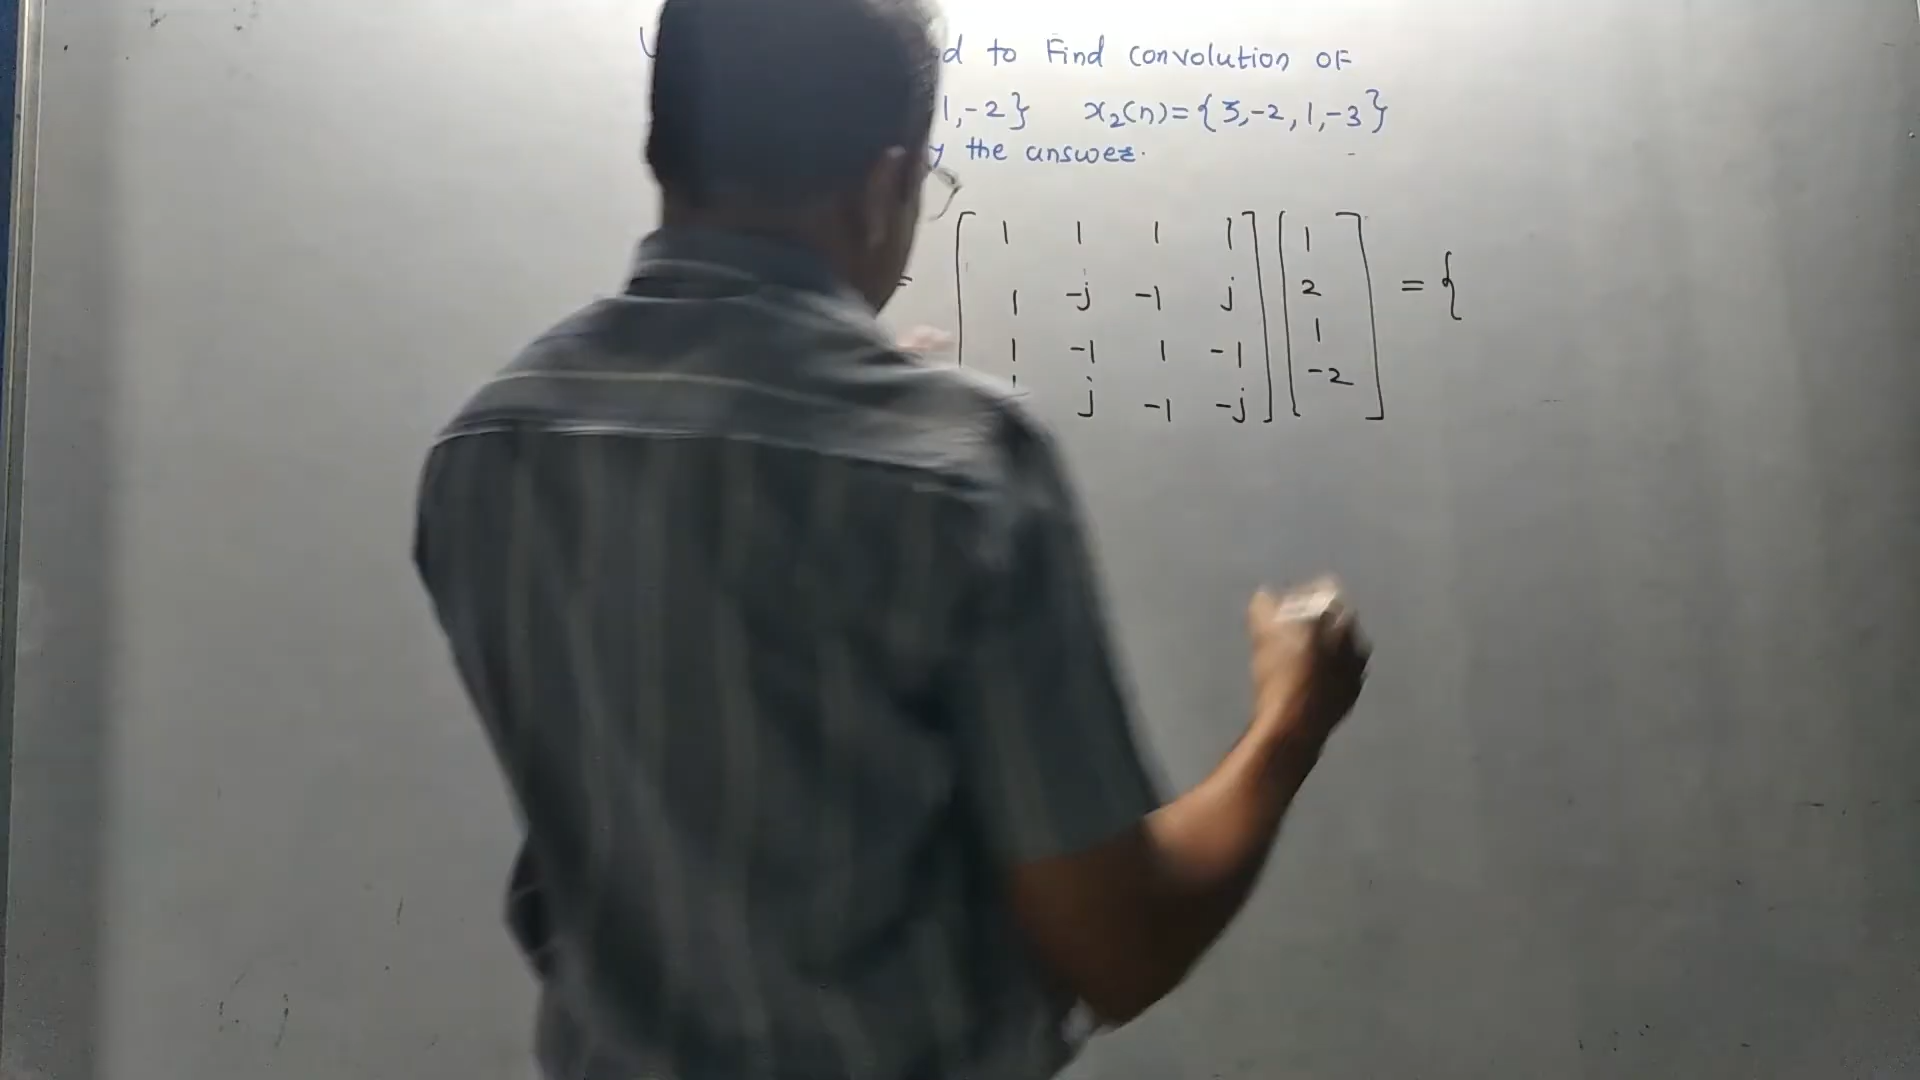 to Find convolution OF
1,-2} x₂(n)={3,-2,1,-3}
the answer.
= [1 1 1 1] [1]
1 -j -1 j 2 = {
1 -1 1 -1 1
j -1 -j -2